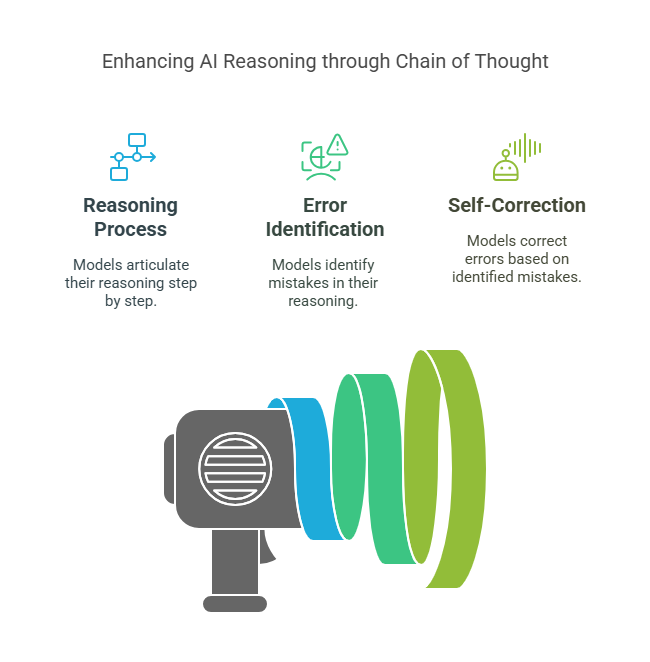 Enhancing AI Reasoning through Chain of Thought
Reasoning
Process
Models articulate
their reasoning step
by step.
Error
Identification
Models identify
mistakes in their
reasoning.
Self-Correction
Models correct
errors based on
identified mistakes.